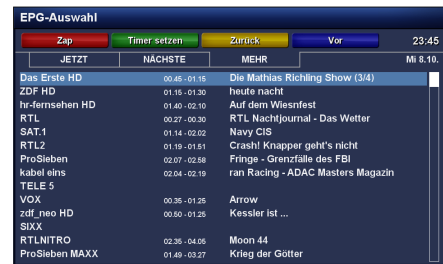 EPG-Auswahl
Zap Timer setzen Zurück Vor 23:45
JETZT NÄCHSTE MEHR Mi 8.10.
Das Erste HD 00.45 - 01.15 Die Mathias Richling Show (3/4)
ZDF HD 01.15 - 01.30 heute nacht
hr-fernsehen HD 01.40 - 02.10 Auf dem Wiesnfest
RTL 00.27 - 00.30 RTL Nachtjournal - Das Wetter
SAT.1 01.14 - 02.02 Navy CIS
RTL2 01.19 - 01.51 Crash! Knapper geht's nicht
ProSieben 02.07 - 02.58 Fringe - Grenzfälle des FBI
kabel eins 02.04 - 02.19 ran Racing - ADAC Masters Magazin
TELE 5
VOX 00.35 - 01.25 Arrow
zdf_neo HD 00.50 - 01.25 Kessler ist ...
SIXX
RTLNITRO 02.35 - 04.05 Moon 44
ProSieben MAXX 01.49 - 03.27 Krieg der Götter